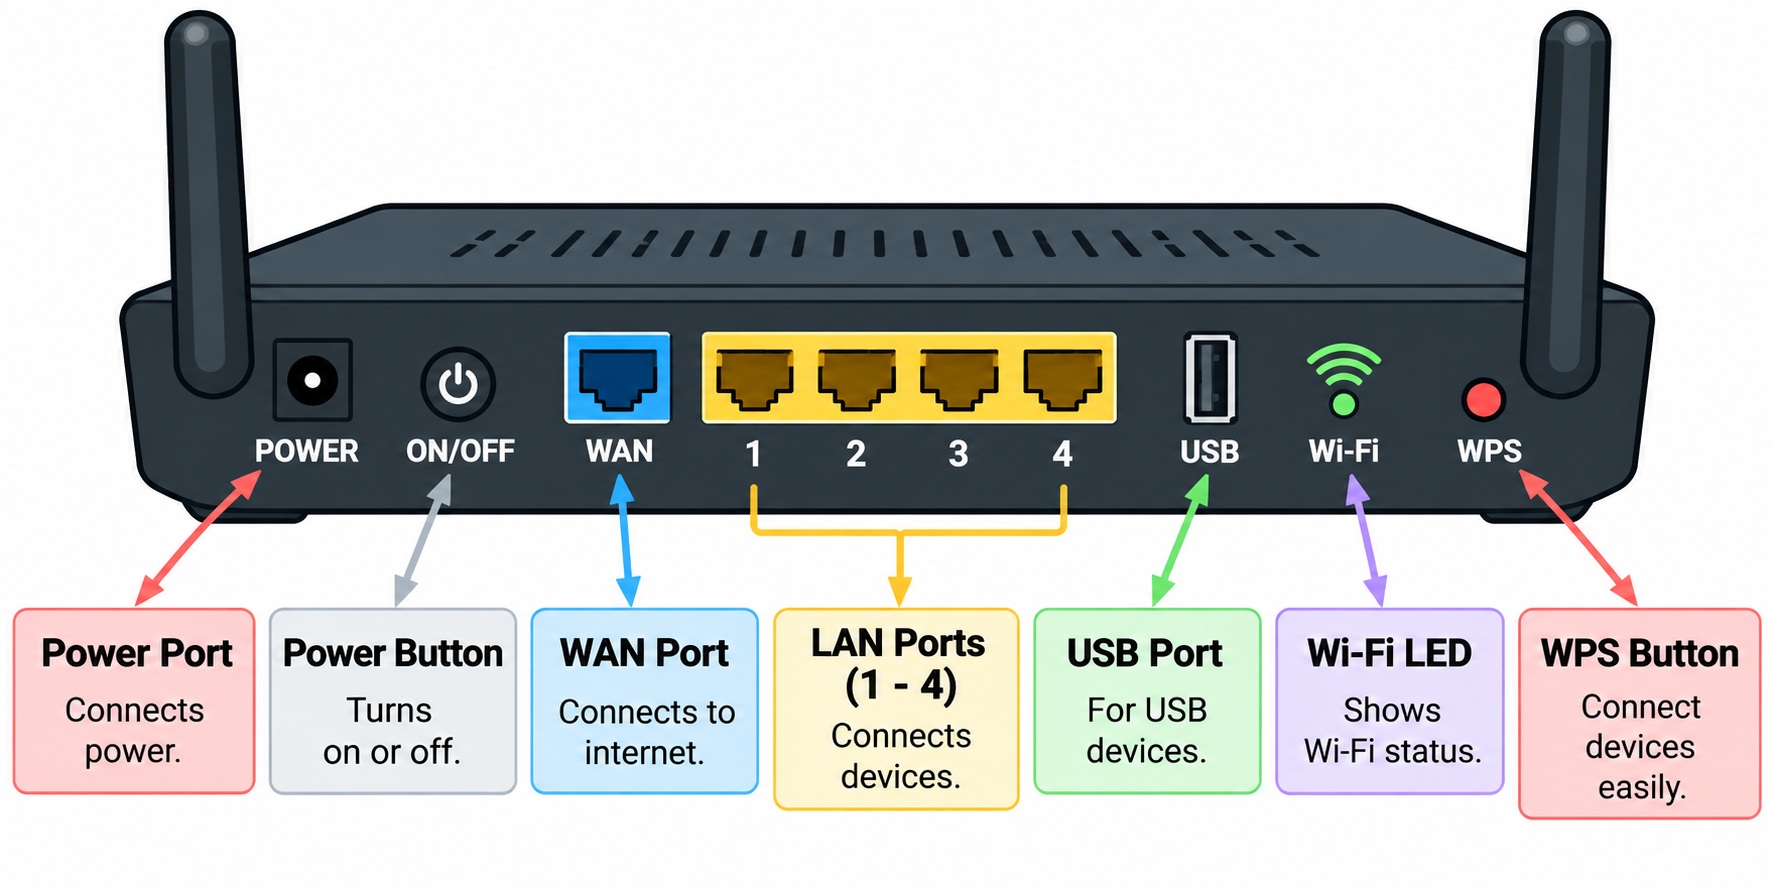 POWER
ON/OFF
WAN
1
2
3
4
USB
Wi-Fi
WPS
Power Port
Connects
power.
Power Button
Turns
on or off.
WAN Port
Connects to
internet.
LAN Ports
(1 - 4)
Connects
devices.
USB Port
For USB
devices.
Wi-Fi LED
Shows
Wi-Fi status.
WPS Button
Connect
devices
easily.